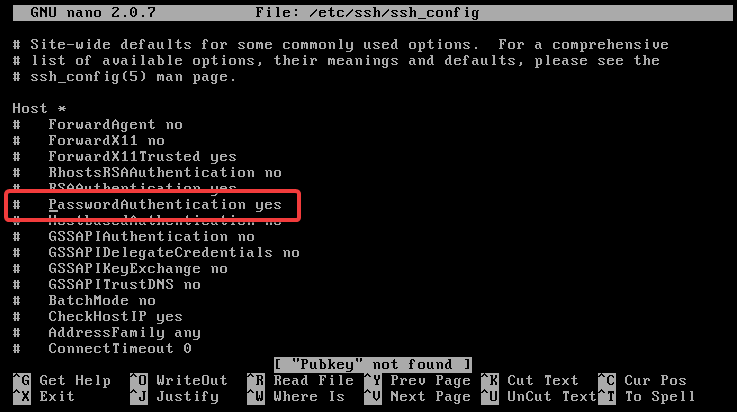 GNU nano 2.0.7 File: /etc/ssh/ssh_config
# Site-wide defaults for some commonly used options. For a comprehensive
# list of available options, their meanings and defaults, please see the
# ssh_config(5) man page.
Host *
# ForwardAgent no
# ForwardX11 no
# ForwardX11Trusted yes
# RhostsRSAAuthentication no
# RSAAuthentication yes
# PasswordAuthentication yes
# HostbasedAuthentication no
# GSSAPIAuthentication no
# GSSAPIDelegateCredentials no
# GSSAPIKeyExchange no
# GSSAPITrustDNS no
# BatchMode no
# CheckHostIP yes
# AddressFamily any
# ConnectTimeout 0
[ "Pubkey" not found ]
^G Get Help ^O WriteOut ^R Read File ^Y Prev Page ^K Cut Text ^C Cur Pos
^X Exit ^J Justify ^W Where Is ^V Next Page ^U UnCut Text ^T To Spell